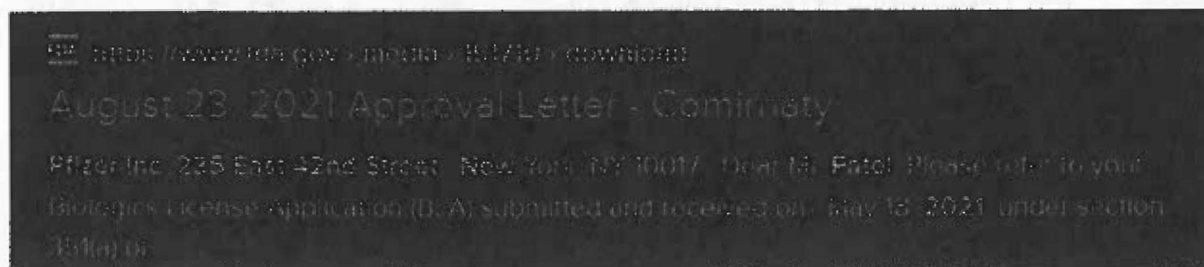 https://www.fda.gov › media › download
August 23, 2021 Approval Letter - Comirnaty
Pfizer Inc. 235 East 42nd Street. New York, NY 10017. Dear Mr. Patel: Please refer to your
Biologics License Application (BLA) submitted and received on May 18, 2021, under section
351(a) of